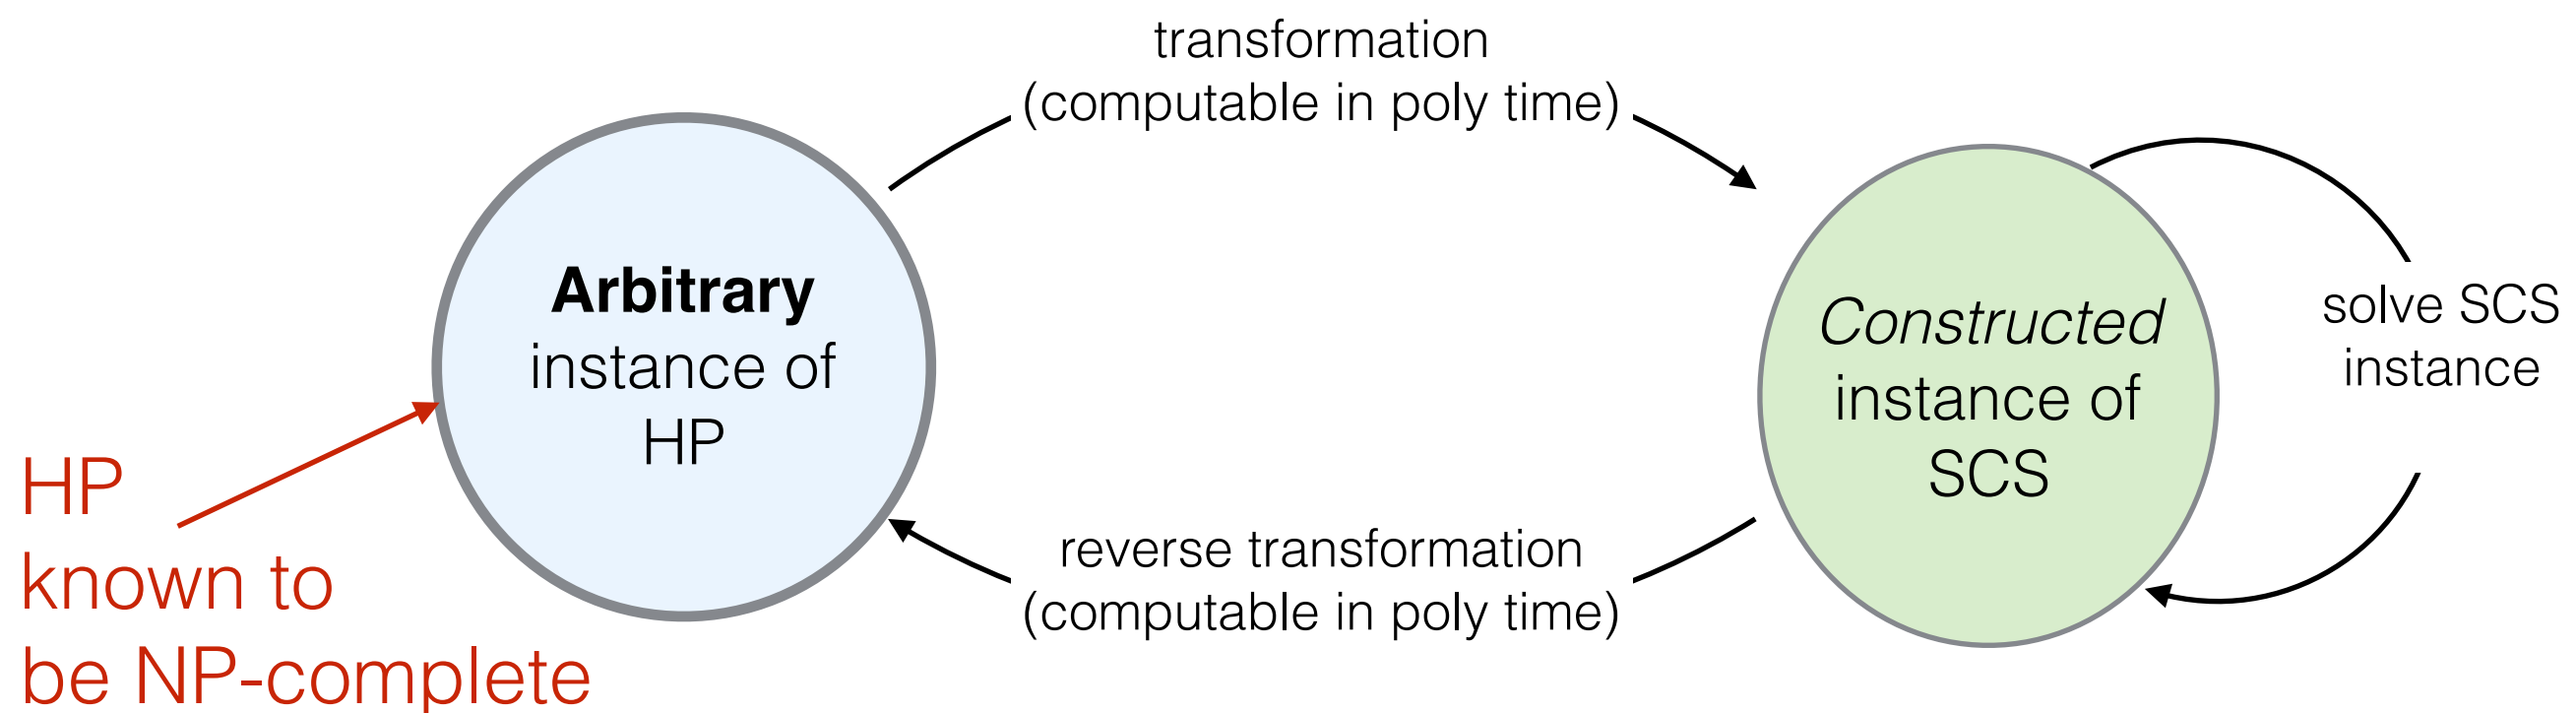 transformation
(computable in poly time)
Arbitrary
instance of
HP
Constructed
instance of
SCS
solve SCS
instance
HP
known to
be NP-complete
reverse transformation
(computable in poly time)